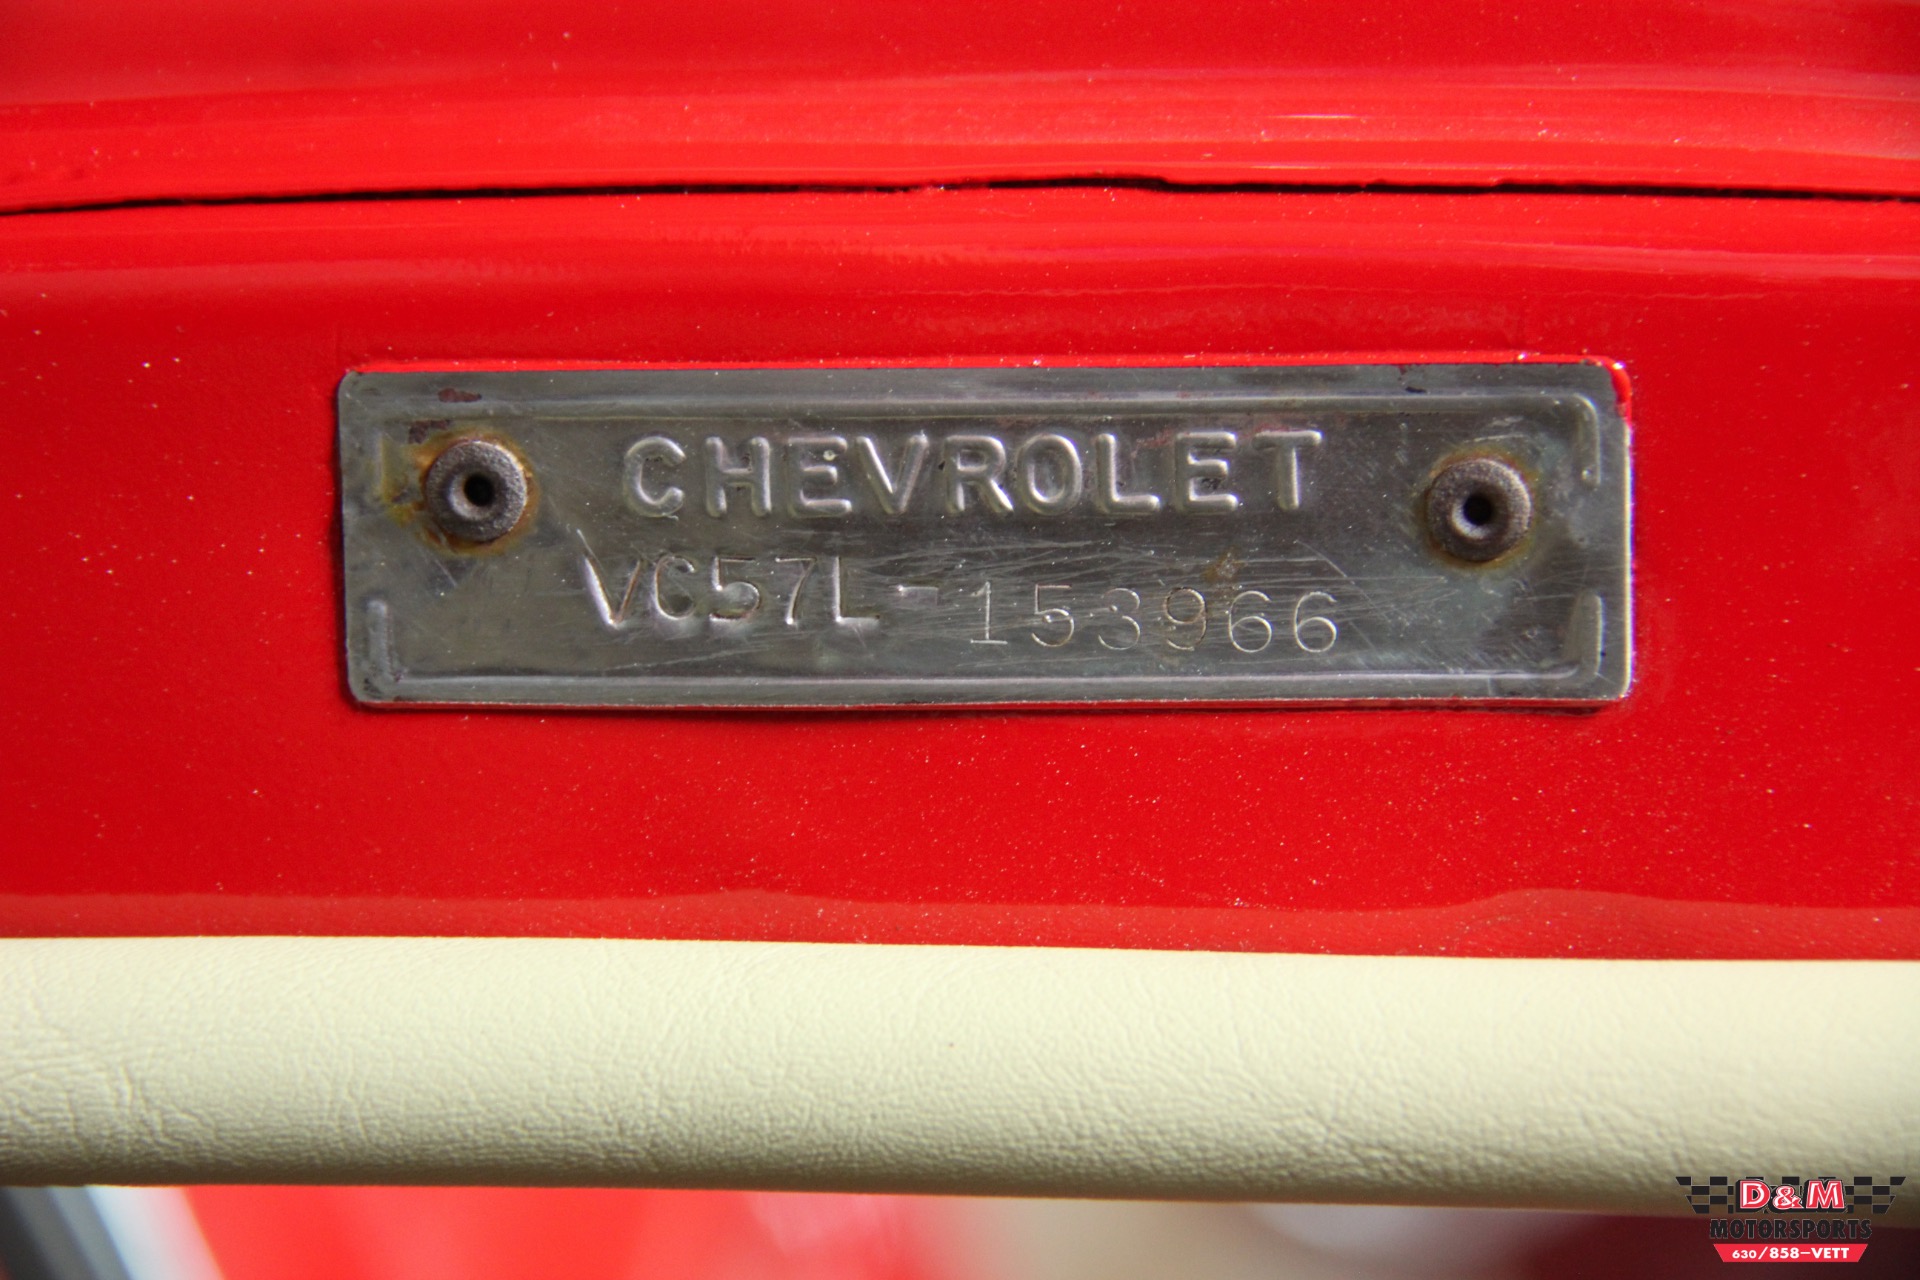 CHEVROLET
VC57L-153966
D&M
MOTORSPORTS
630/858-VETT